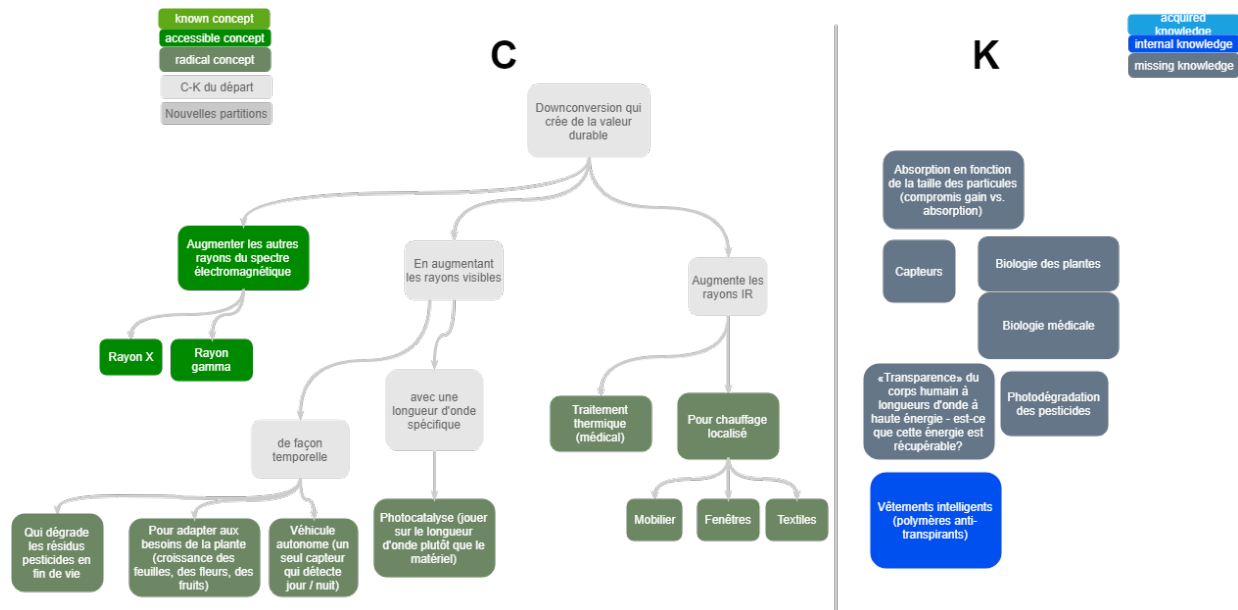 known concept
accessible concept
radical concept
C-K du départ
Nouvelles partitions
C
Downconversion qui
crée de la valeur
durable
Augmenter les autres
rayons du spectre
électromagnétique
En augmentant
les rayons visibles
Augmente les
rayons IR
Rayon X
Rayon
gamma
avec une
longueur d'onde
spécifique
Traitement
thermique
(médical)
Pour chauffage
localisé
de façon
temporelle
Qui dégrade
les résidus
pesticides en
fin de vie
Pour adapter aux
besoins de la plante
(croissance des
feuilles, des fleurs, des
fruits)
Véhicule
autonome (un
seul capteur
qui détecte
jour / nuit)
Photocatalyse (jouer
sur le longueur
d'onde plutôt que le
matériel)
Mobilier
Fenêtres
Textiles
K
acquired
knowledge
internal knowledge
missing knowledge
Absorption en fonction
de la taille des particules
(compromis gain vs.
absorption)
Capteurs
Biologie des plantes
Biologie médicale
«Transparence» du
corps humain à
longueurs d'onde à
haute énergie - est-ce
que cette énergie est
récupérable?
Photodégradation
des pesticides
Vêtements intelligents
(polymères anti-
transpirants)